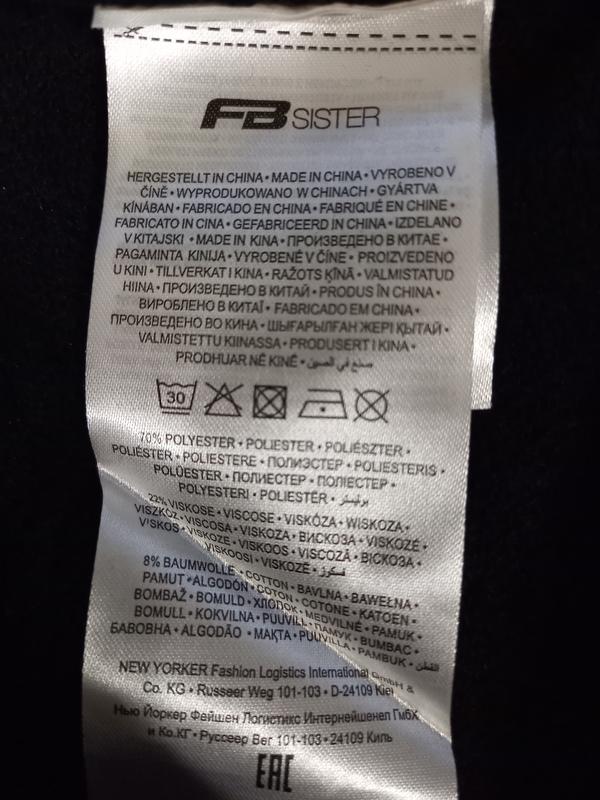 FB SISTER
HERGESTELLT IN CHINA • MADE IN CHINA • VYROBENO V
ČÍNĚ • WYPRODUKOWANO W CHINACH • GYÁRTVA
KÍNÁBAN • FABRICADO EN CHINA • FABRIQUÉ EN CHINE •
FABRICATO IN CINA • GEFABRICEERD IN CHINA • IZDELANO
V KITAJSKI • MADE IN KINA • ПРОИЗВЕДЕНО В КИТАЕ •
PAGAMINTA KINIJA • VYROBENÉ V ČÍNE • PROIZVEDENO
U KINI • TILLVERKAT I KINA • RAŽOTS ĶĪNĀ • VALMISTATUD
HIINA • ПРОИЗВЕДЕНО В КИТАЙ • PRODUS ÎN CHINA •
ВИРОБЛЕНО В КИТАЇ • FABRICADO EM CHINA •
ПРОИЗВЕДЕНО ВО КИНА • ШЫҒАРЫЛҒАН ЖЕРІ ҚЫТАЙ •
VALMISTETTU KIINASSA • PRODUSERT I KINA •
PRODHUAR NË KINË • صنع في الصين
30
70% POLYESTER • POLIESTER • POLIÉSZTER •
POLIÉSTER • POLIESTERE • ПОЛИЭСТЕР • POLIESTERIS •
POLÜESTER • ПОЛИЕСТЕР • ПОЛІЕСТЕР •
POLYESTERI • POLIESTËR • بوليستر
22% VISKOSE • VISCOSE • VISKÓZA • WISKOZA •
VISZKÓZ • VISCOSA • VISKOZA • ВИСКОЗА • VISKOZĖ •
VISKOS • VISKOZE • VISKOOS • VISCOZĂ • ВІСКОЗА •
VISKOOSI • VISKOZË • فسكوز
8% BAUMWOLLE • COTTON • BAVLNA • BAWEŁNA •
PAMUT • ALGODÓN • COTON • COTONE • KATOEN •
BOMBAŽ • BOMULD • ХЛОПОК • MEDVILNĖ • PAMUK •
BOMULL • KOKVILNA • PUUVILL • ПАМУК • BUMBAC •
БАВОВНА • ALGODÃO • МАҚТА • PUUVILLA • PAMBUK • القطن
NEW YORKER Fashion Logistics International GmbH &
Co. KG • Russeer Weg 101-103 • D-24109 Kiel
Нью Йоркер Фейшен Логистикс Интернейшенел ГмбХ
и Ко.КГ • Руссеер Вег 101-103 • 24109 Киль
EAC